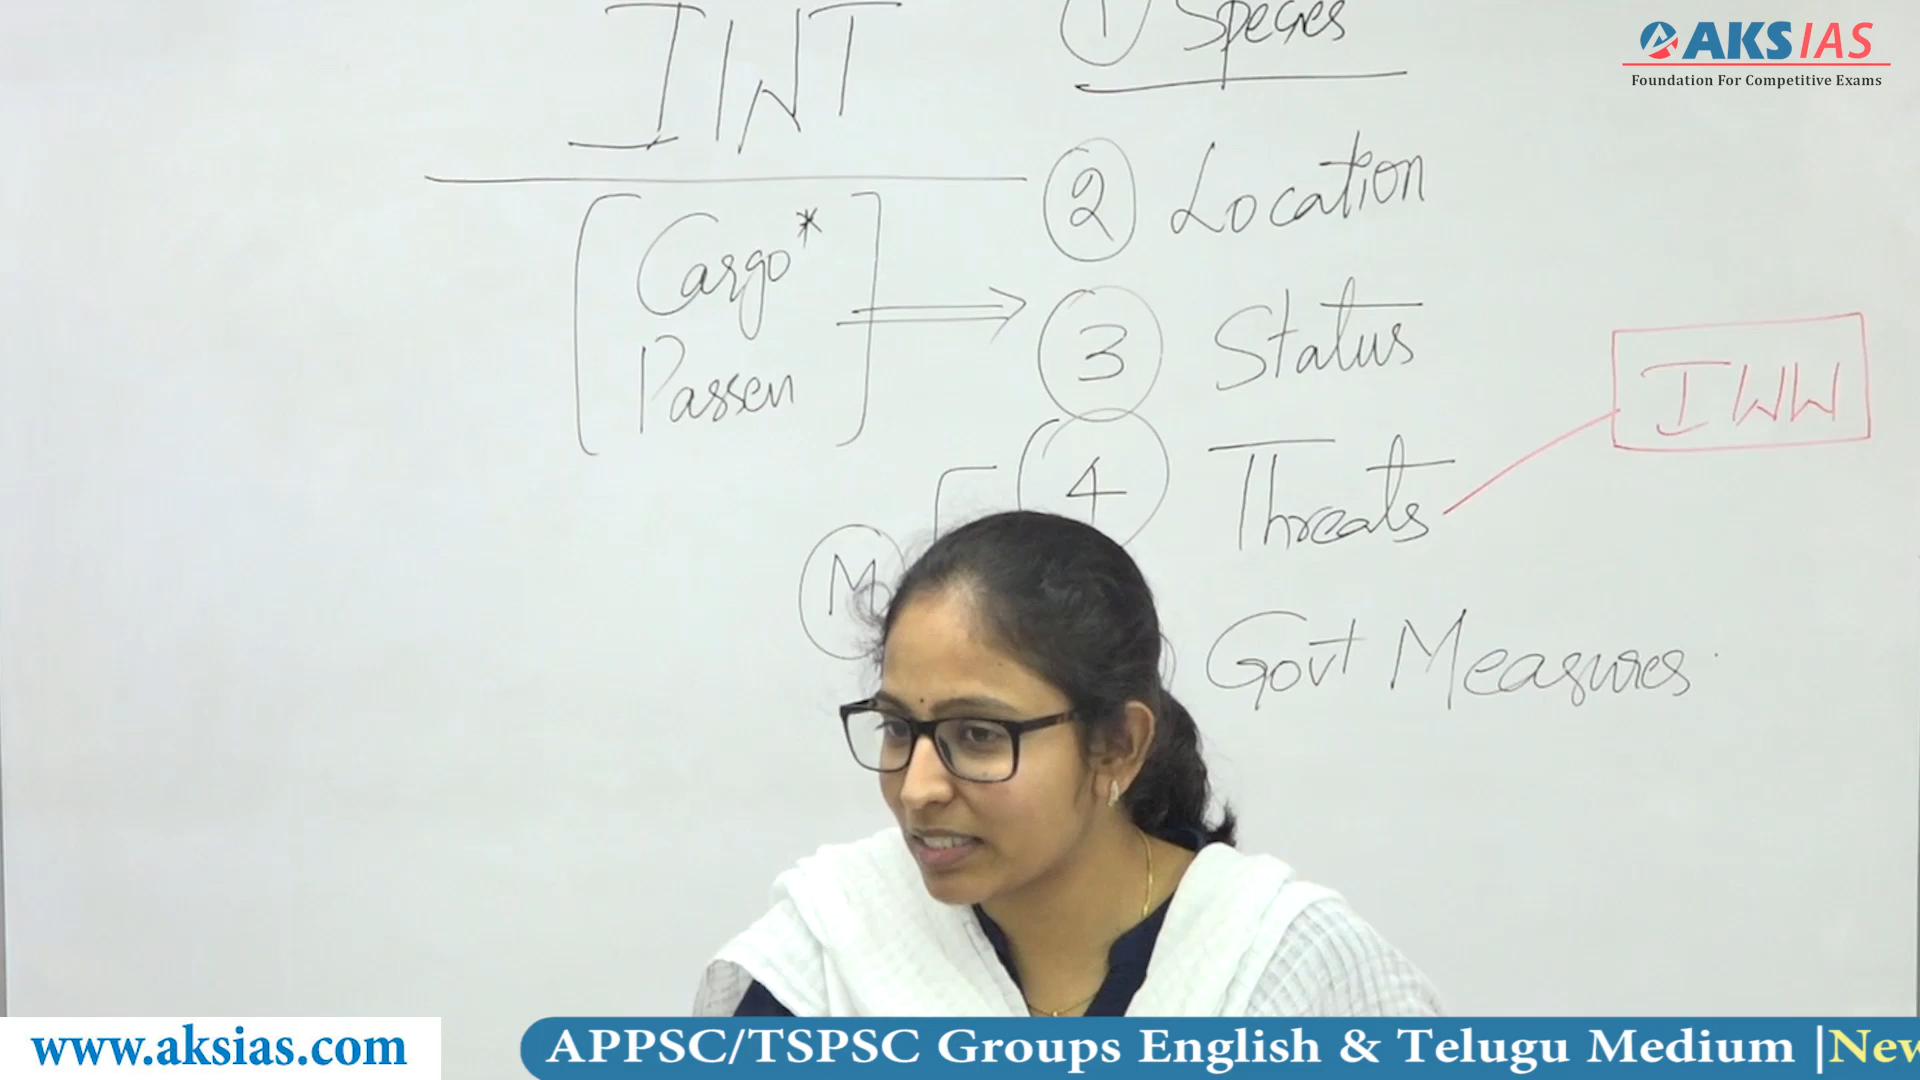 IWT
Cargo*
Passen
1 Species
2 Location
3 Status
4 Threats
Govt Measures.
M
IWW
AKS IAS
Foundation For Competitive Exams
www.aksias.com
APPSC/TSPSC Groups English & Telugu Medium |New